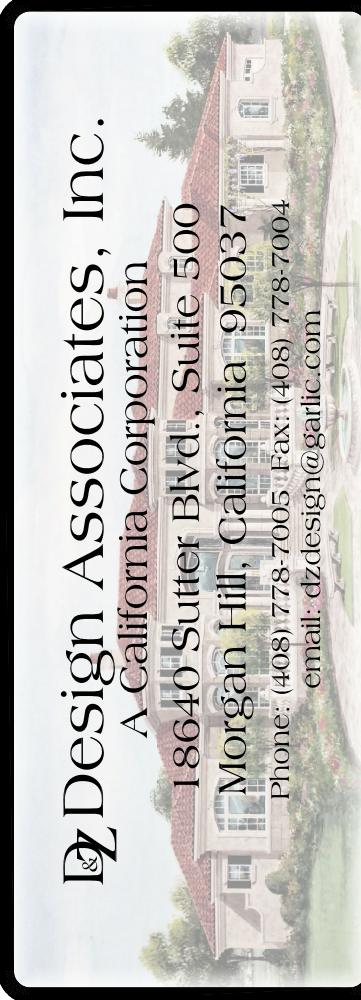 D&Z Design Associates, Inc.
A California Corporation
18640 Sutter Blvd., Suite 500
Morgan Hill, California 95037
Phone: (408) 778-7005 Fax: (408) 778-7004
email: dzdesign@garlic.com